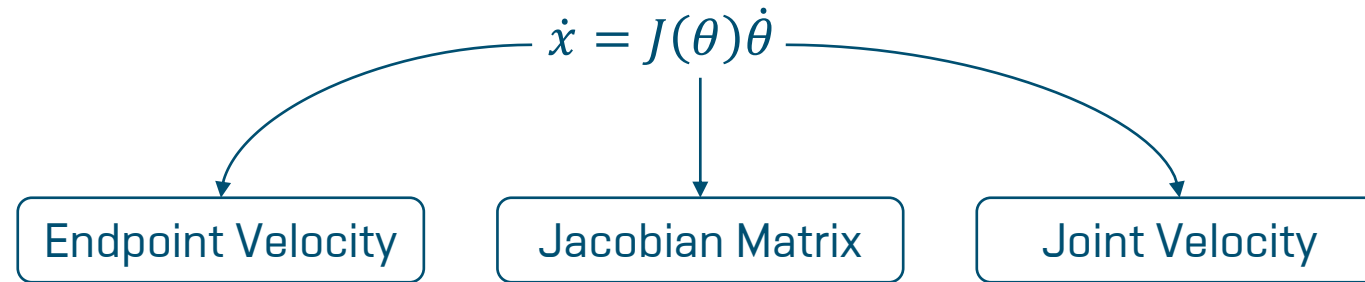 ẋ = J(θ)θ̇
Endpoint Velocity
Jacobian Matrix
Joint Velocity